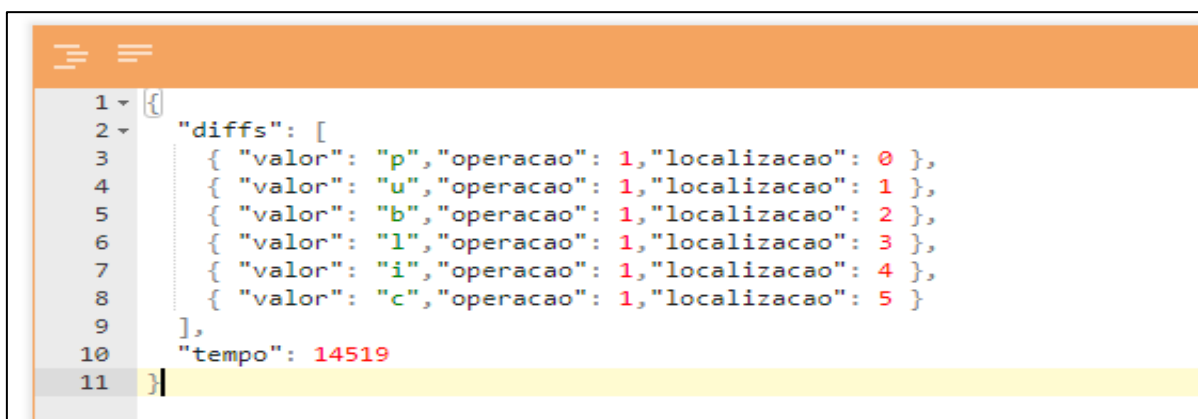 1 {
2 "diffs": [
3 { "valor": "p","operacao": 1,"localizacao": 0 },
4 { "valor": "u","operacao": 1,"localizacao": 1 },
5 { "valor": "b","operacao": 1,"localizacao": 2 },
6 { "valor": "l","operacao": 1,"localizacao": 3 },
7 { "valor": "i","operacao": 1,"localizacao": 4 },
8 { "valor": "c","operacao": 1,"localizacao": 5 }
9 ],
10 "tempo": 14519
11 }